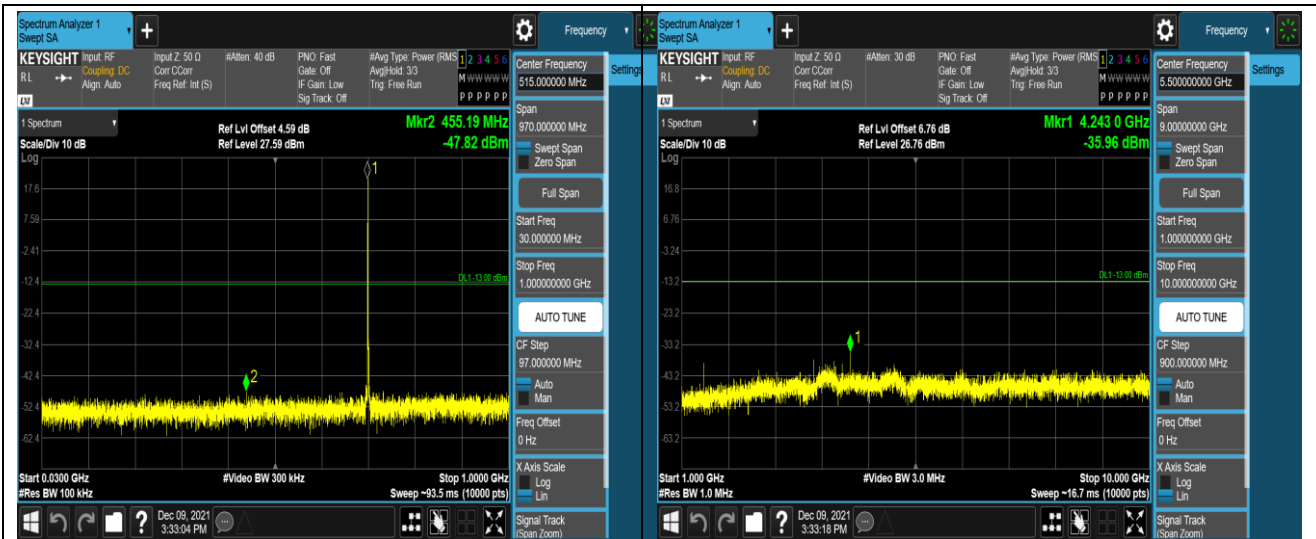 Spectrum Analyzer 1
Swept SA
+
Frequency
KEYSIGHT
RL
LXI
Input: RF
Coupling: DC
Align: Auto
Input Z: 50 Ω
Corr CCorr
Freq Ref: Int (S)
#Atten: 40 dB
PNO: Fast
Gate: Off
IF Gain: Low
Sig Track: Off
#Avg Type: Power (RMS
Avg|Hold: 3/3
Trig: Free Run
1 2 3 4 5 6
M W W W W W
P P P P P P
1 Spectrum
Scale/Div 10 dB
Log
Ref Lvl Offset 4.59 dB
Ref Level 27.59 dBm
Mkr2 455.19 MHz
-47.82 dBm
1
17.6
7.59
-2.41
-12.4
DL1 -13.00 dBm
-22.4
-32.4
-42.4
2
-52.4
-62.4
Start 0.0300 GHz
#Res BW 100 kHz
#Video BW 300 kHz
Stop 1.0000 GHz
Sweep ~93.5 ms (10000 pts)
?
Dec 09, 2021
3:33:04 PM
Center Frequency
515.000000 MHz
Span
970.000000 MHz
Swept Span
Zero Span
Full Span
Start Freq
30.000000 MHz
Stop Freq
1.000000000 GHz
AUTO TUNE
CF Step
97.000000 MHz
Auto
Man
Freq Offset
0 Hz
X Axis Scale
Log
Lin
Signal Track
(Span Zoom)
Settings
Spectrum Analyzer 1
Swept SA
+
Frequency
KEYSIGHT
RL
LXI
Input: RF
Coupling: DC
Align: Auto
Input Z: 50 Ω
Corr CCorr
Freq Ref: Int (S)
#Atten: 30 dB
PNO: Fast
Gate: Off
IF Gain: Low
Sig Track: Off
#Avg Type: Power (RMS
Avg|Hold: 3/3
Trig: Free Run
1 2 3 4 5 6
M W W W W W
P P P P P P
1 Spectrum
Scale/Div 10 dB
Log
Ref Lvl Offset 6.76 dB
Ref Level 26.76 dBm
Mkr1 4.243 0 GHz
-35.96 dBm
16.8
6.76
-3.24
-13.2
DL1 -13.00 dBm
-23.2
-33.2
1
-43.2
-53.2
-63.2
Start 1.000 GHz
#Res BW 1.0 MHz
#Video BW 3.0 MHz
Stop 10.000 GHz
Sweep ~16.7 ms (10000 pts)
?
Dec 09, 2021
3:33:18 PM
Center Frequency
5.500000000 GHz
Span
9.00000000 GHz
Swept Span
Zero Span
Full Span
Start Freq
1.000000000 GHz
Stop Freq
10.000000000 GHz
AUTO TUNE
CF Step
900.000000 MHz
Auto
Man
Freq Offset
0 Hz
X Axis Scale
Log
Lin
Signal Track
(Span Zoom)
Settings